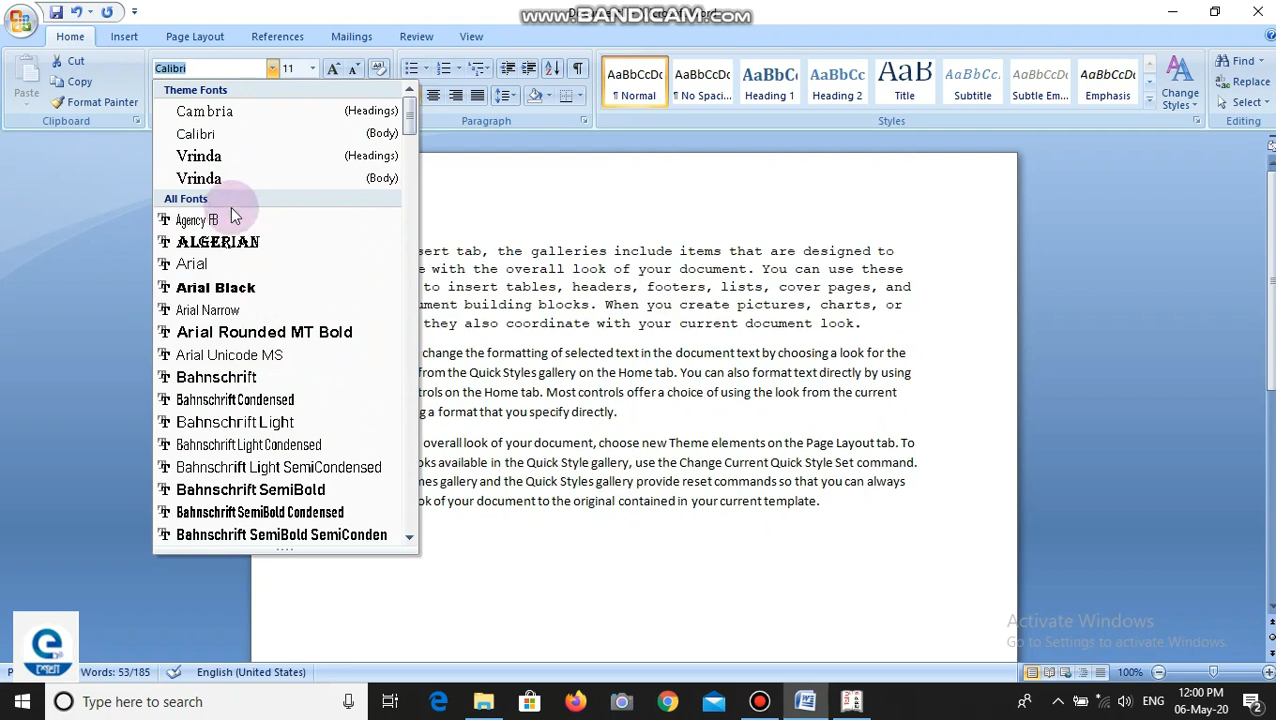 www.BANDICAM.com
Home Insert Page Layout References Mailings Review View
Paste
Cut
Copy
Format Painter
Clipboard
Calibri 11
Paragraph
AaBbCcDc AaBbCcDc AaBbC AaBbCc AaB AaBbCc. AaBbCcDc AaBbCcDc
¶ Normal ¶ No Spaci... Heading 1 Heading 2 Title Subtitle Subtle Em... Emphasis
Styles
Change
Styles
Find
Replace
Select
Editing
Theme Fonts
Cambria (Headings)
Calibri (Body)
Vrinda (Headings)
Vrinda (Body)
All Fonts
Agency FB
ALGERIAN
Arial
Arial Black
Arial Narrow
Arial Rounded MT Bold
Arial Unicode MS
Bahnschrift
Bahnschrift Condensed
Bahnschrift Light
Bahnschrift Light Condensed
Bahnschrift Light SemiCondensed
Bahnschrift SemiBold
Bahnschrift SemiBold Condensed
Bahnschrift SemiBold SemiConden
sert tab, the galleries include items that are designed to
e with the overall look of your document. You can use these
to insert tables, headers, footers, lists, cover pages, and
ument building blocks. When you create pictures, charts, or
they also coordinate with your current document look.
change the formatting of selected text in the document text by choosing a look for the
from the Quick Styles gallery on the Home tab. You can also format text directly by using
trols on the Home tab. Most controls offer a choice of using the look from the current
g a format that you specify directly.
overall look of your document, choose new Theme elements on the Page Layout tab. To
oks available in the Quick Style gallery, use the Change Current Quick Style Set command.
mes gallery and the Quick Styles gallery provide reset commands so that you can always
ok of your document to the original contained in your current template.
Activate Windows
Go to Settings to activate Windows.
Words: 53/185 English (United States) 100%
Type here to search
ENG
12:00 PM
06-May-20
2